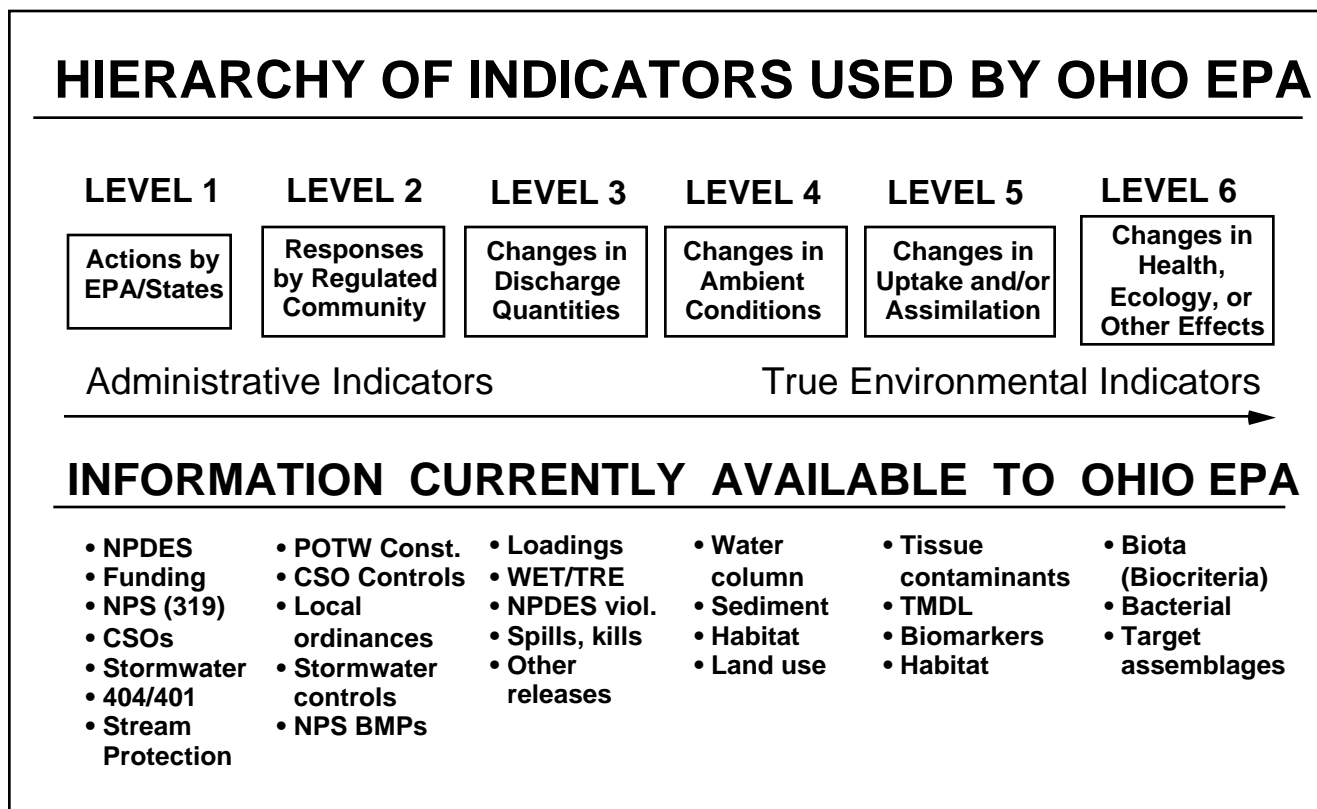 HIERARCHY OF INDICATORS USED BY OHIO EPA
LEVEL 1
Actions by
EPA/States
LEVEL 2
Responses
by Regulated
Community
LEVEL 3
Changes in
Discharge
Quantities
LEVEL 4
Changes in
Ambient
Conditions
LEVEL 5
Changes in
Uptake and/or
Assimilation
LEVEL 6
Changes in
Health,
Ecology, or
Other Effects
Administrative Indicators
True Environmental Indicators
INFORMATION CURRENTLY AVAILABLE TO OHIO EPA
• NPDES
• Funding
• NPS (319)
• CSOs
• Stormwater
• 404/401
• Stream
Protection
• POTW Const.
• CSO Controls
• Local
ordinances
• Stormwater
controls
• NPS BMPs
• Loadings
• WET/TRE
• NPDES viol.
• Spills, kills
• Other
releases
• Water
column
• Sediment
• Habitat
• Land use
• Tissue
contaminants
• TMDL
• Biomarkers
• Habitat
• Biota
(Biocriteria)
• Bacterial
• Target
assemblages